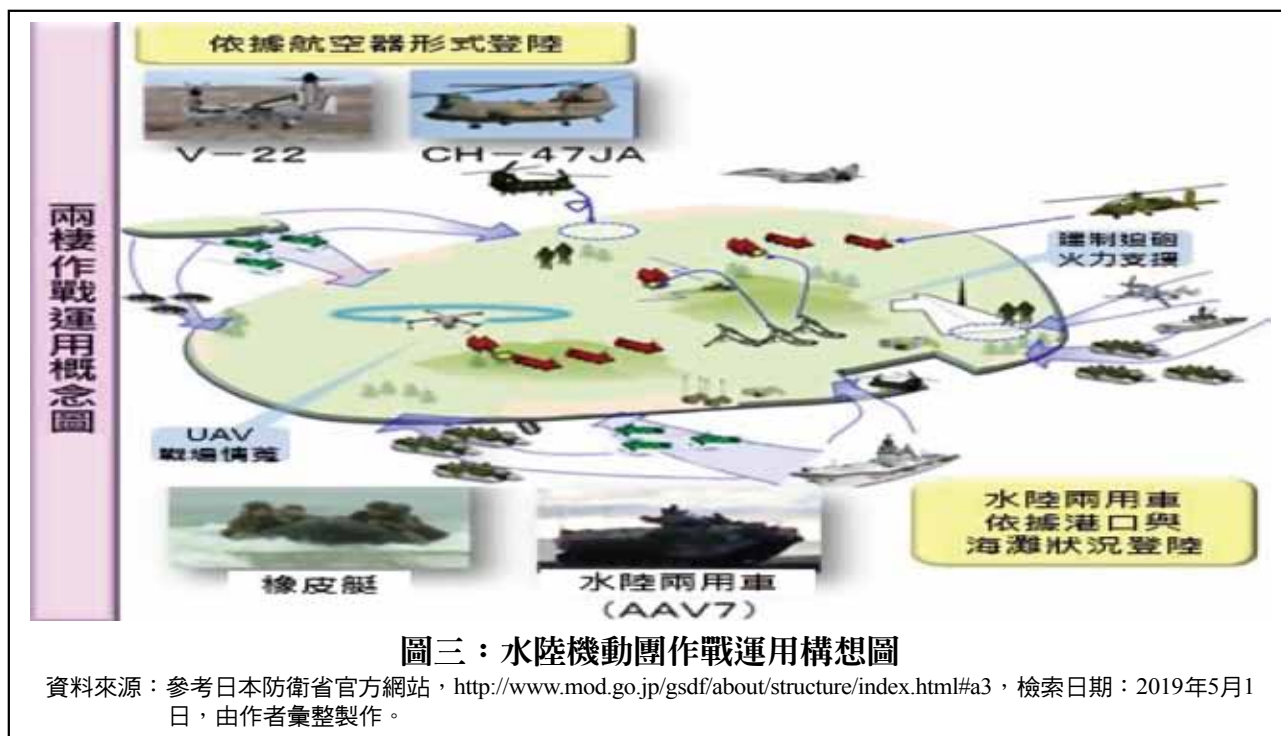 兩棲作戰運用概念圖
依據航空器形式登陸
V-22
CH-47JA
建制迫砲
火力支援
UAV
戰場情蒐
橡皮艇
水陸兩用車
(AAV7)
水陸兩用車
依據港口與
海灘狀況登陸
圖三：水陸機動團作戰運用構想圖
資料來源：參考日本防衛省官方網站，http://www.mod.go.jp/gsdf/about/structure/index.html#a3，檢索日期：2019年5月1
日，由作者彙整製作。